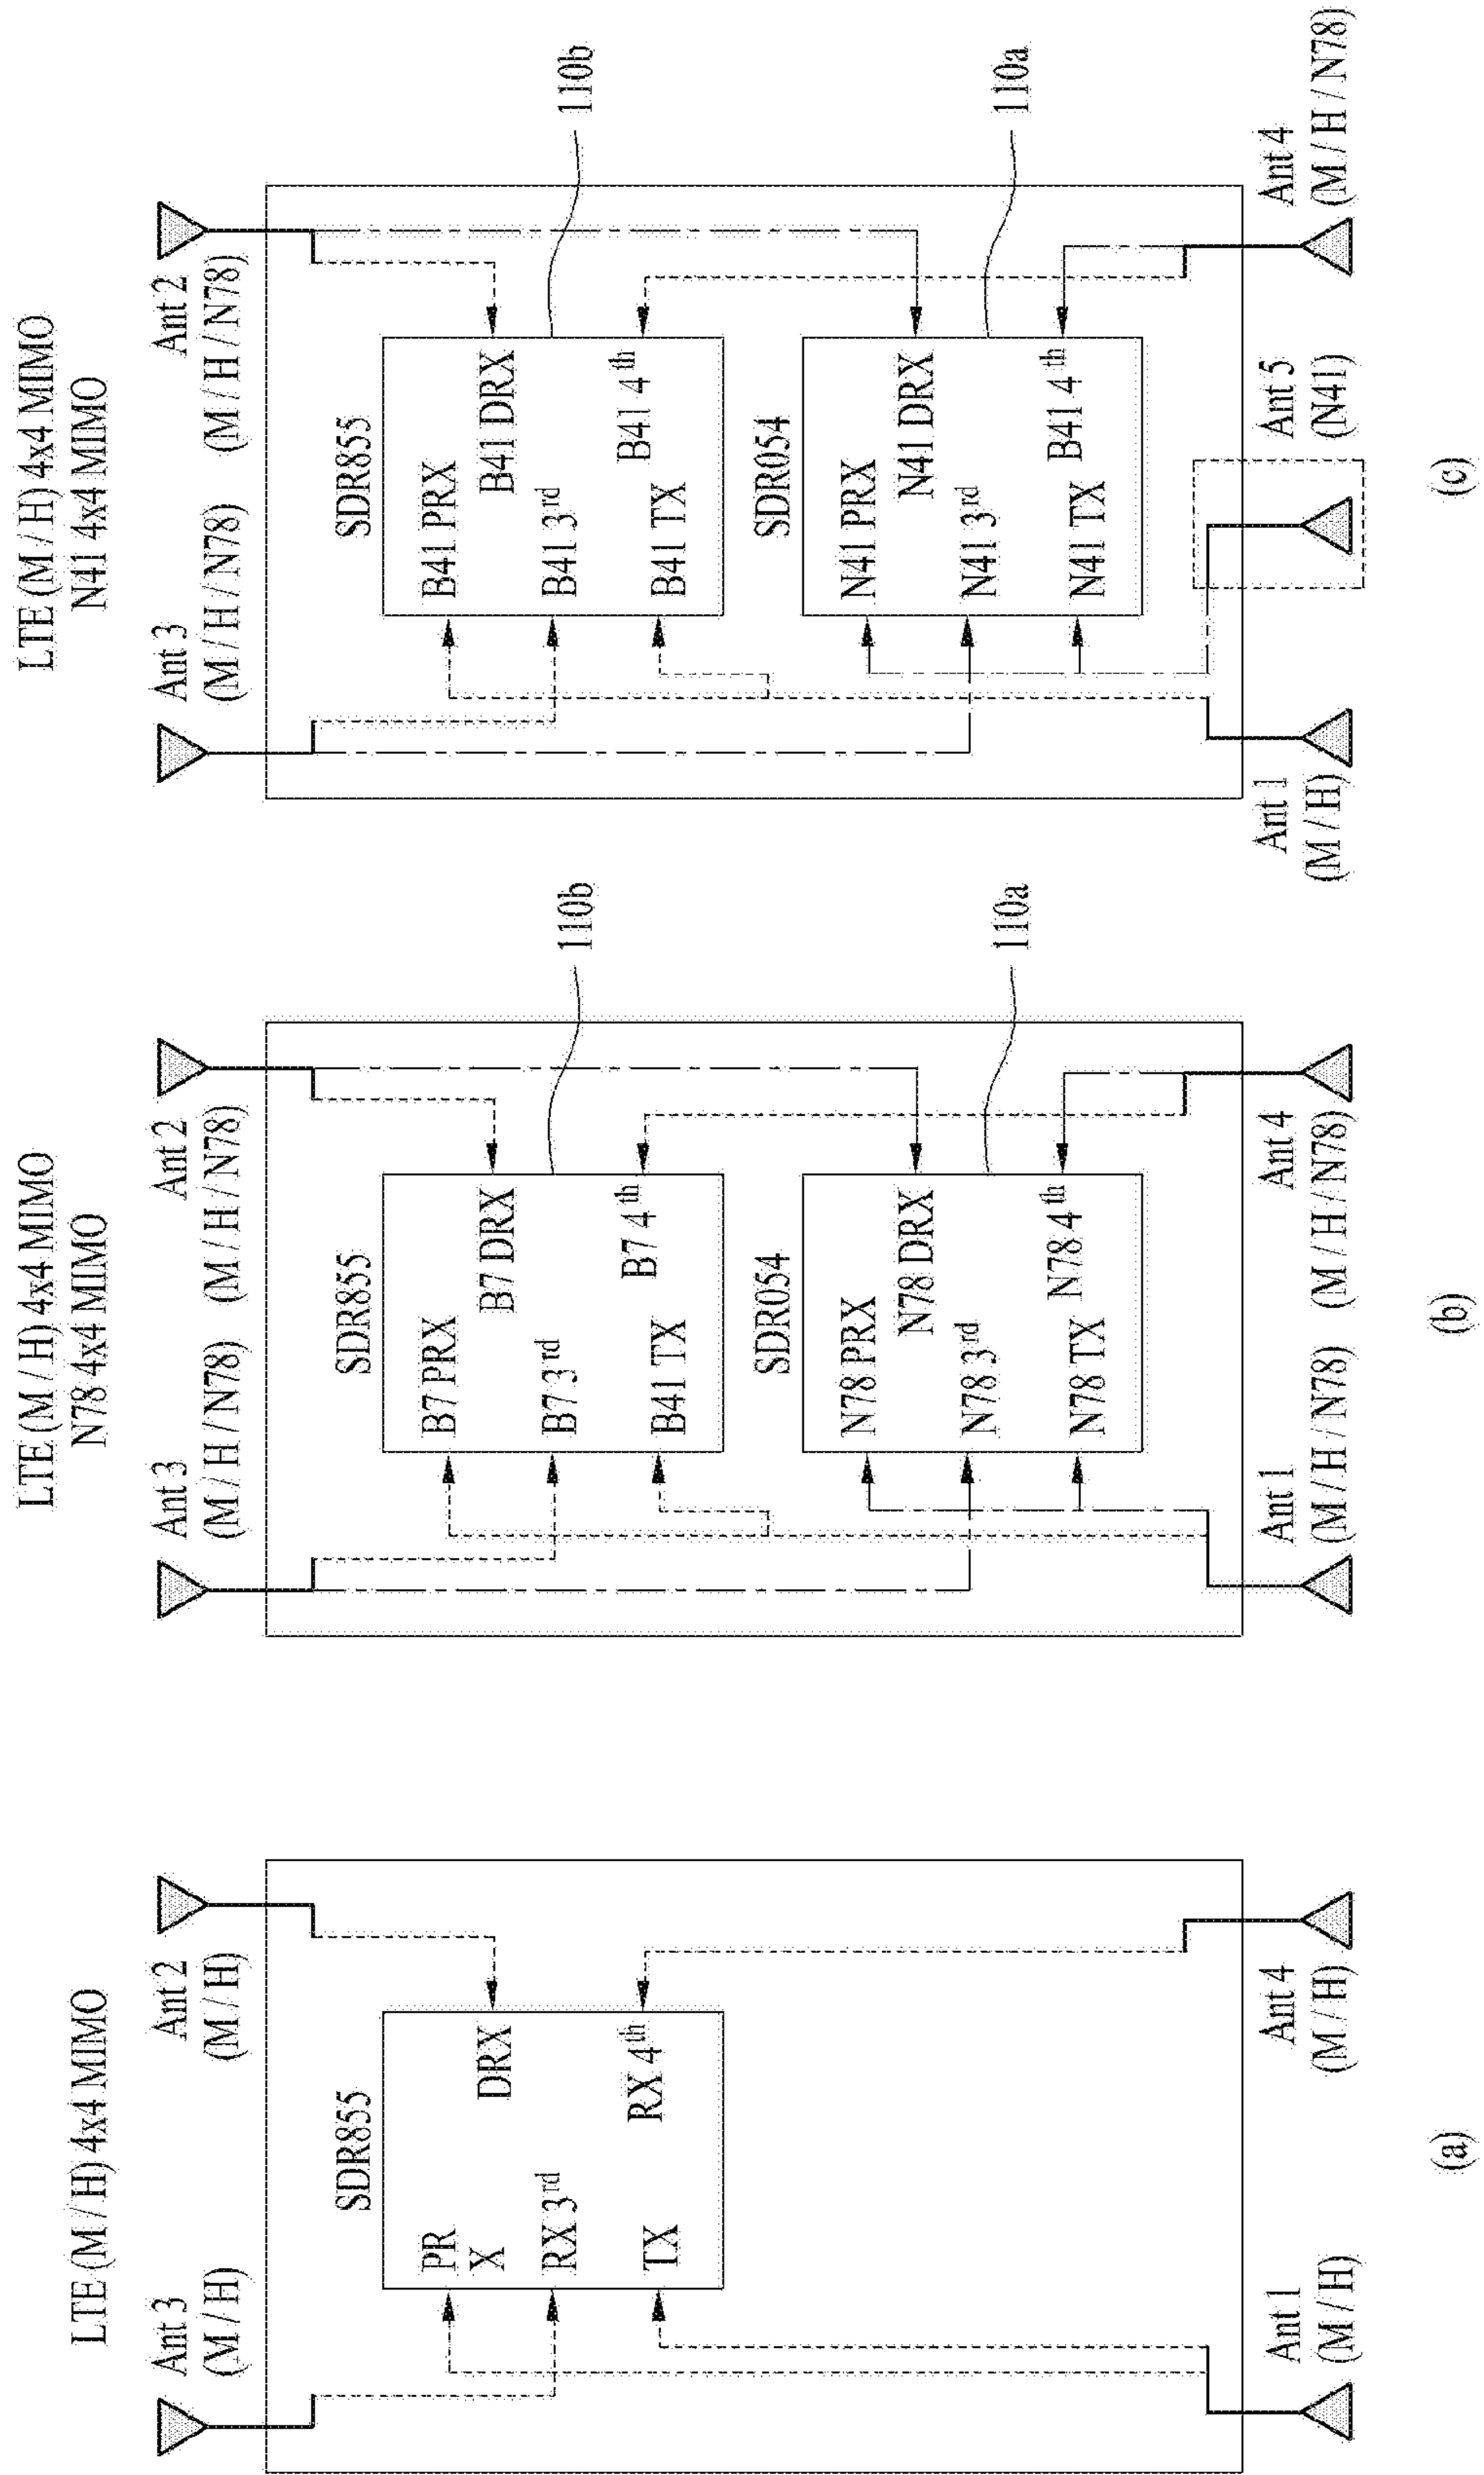 LTE (M / H) 4x4 MIMO
Ant 3
(M / H)
Ant 2
(M / H)
SDR855
PR
X
DRX
RX 3rd
RX 4th
TX
Ant 1
(M / H)
Ant 4
(M / H)
(a)
LTE (M / H) 4x4 MIMO
N78 4x4 MIMO
Ant 3
(M / H / N78)
Ant 2
(M / H / N78)
SDR855
B7 PRX
B7 DRX
B7 3rd
B7 4th
B41 TX
110b
SDR054
N78 PRX
N78 DRX
N78 3rd
N78 4th
N78 TX
110a
Ant 1
(M / H / N78)
Ant 4
(M / H / N78)
(b)
LTE (M / H) 4x4 MIMO
N41 4x4 MIMO
Ant 3
(M / H / N78)
Ant 2
(M / H / N78)
SDR855
B41 PRX
B41 DRX
B41 3rd
B41 4th
B41 TX
110b
SDR054
N41 PRX
N41 DRX
N41 3rd
B41 4th
N41 TX
110a
Ant 1
(M / H)
Ant 5
(N41)
Ant 4
(M / H / N78)
(c)